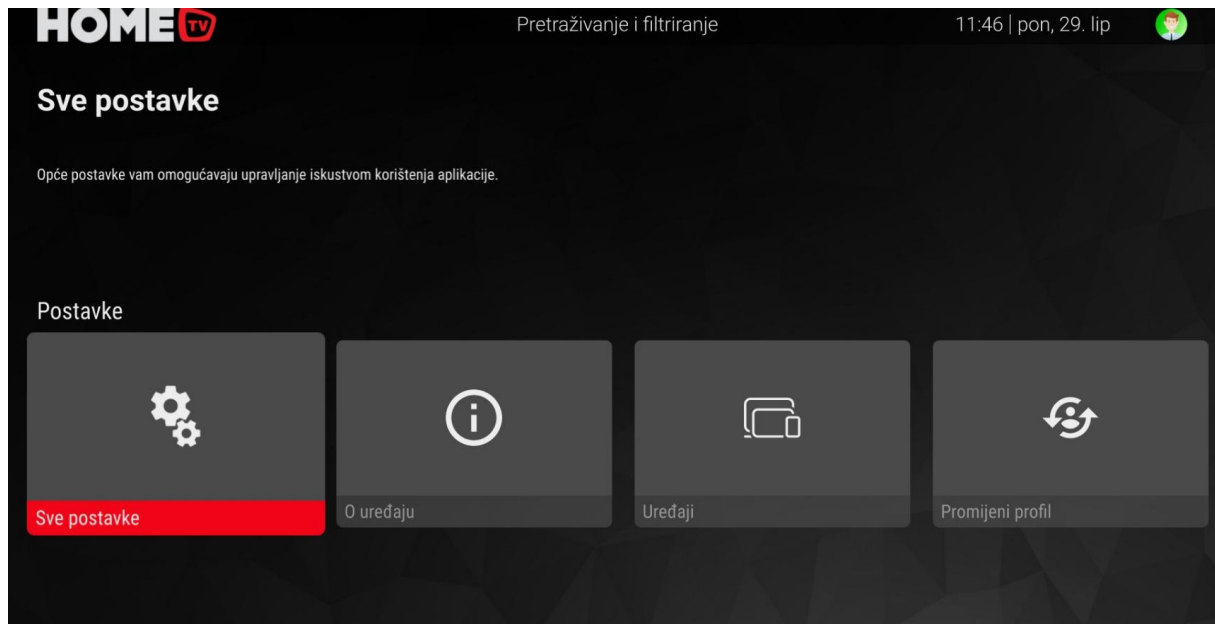 HOME TV
Pretraživanje i filtriranje
11:46 | pon, 29. lip
Sve postavke
Opće postavke vam omogućavaju upravljanje iskustvom korištenja aplikacije.
Postavke
Sve postavke
O uređaju
Uređaji
Promijeni profil